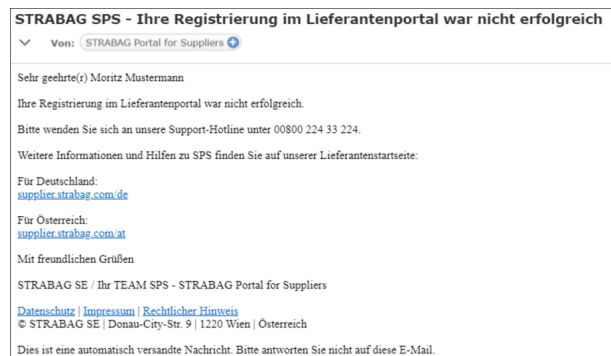 STRABAG SPS - Ihre Registrierung im Lieferantenportal war nicht erfolgreich
Von: STRABAG Portal for Suppliers
Sehr geehrte(r) Moritz Mustermann
Ihre Registrierung im Lieferantenportal war nicht erfolgreich.
Bitte wenden Sie sich an unsere Support-Hotline unter 00800 224 33 224.
Weitere Informationen und Hilfen zu SPS finden Sie auf unserer Lieferantenstartseite:
Für Deutschland:
supplier.strabag.com/de
Für Österreich:
supplier.strabag.com/at
Mit freundlichen Grüßen
STRABAG SE / Ihr TEAM SPS - STRABAG Portal for Suppliers
Datenschutz | Impressum | Rechtlicher Hinweis
© STRABAG SE | Donau-City-Str. 9 | 1220 Wien | Österreich
Dies ist eine automatisch versandte Nachricht. Bitte antworten Sie nicht auf diese E-Mail.